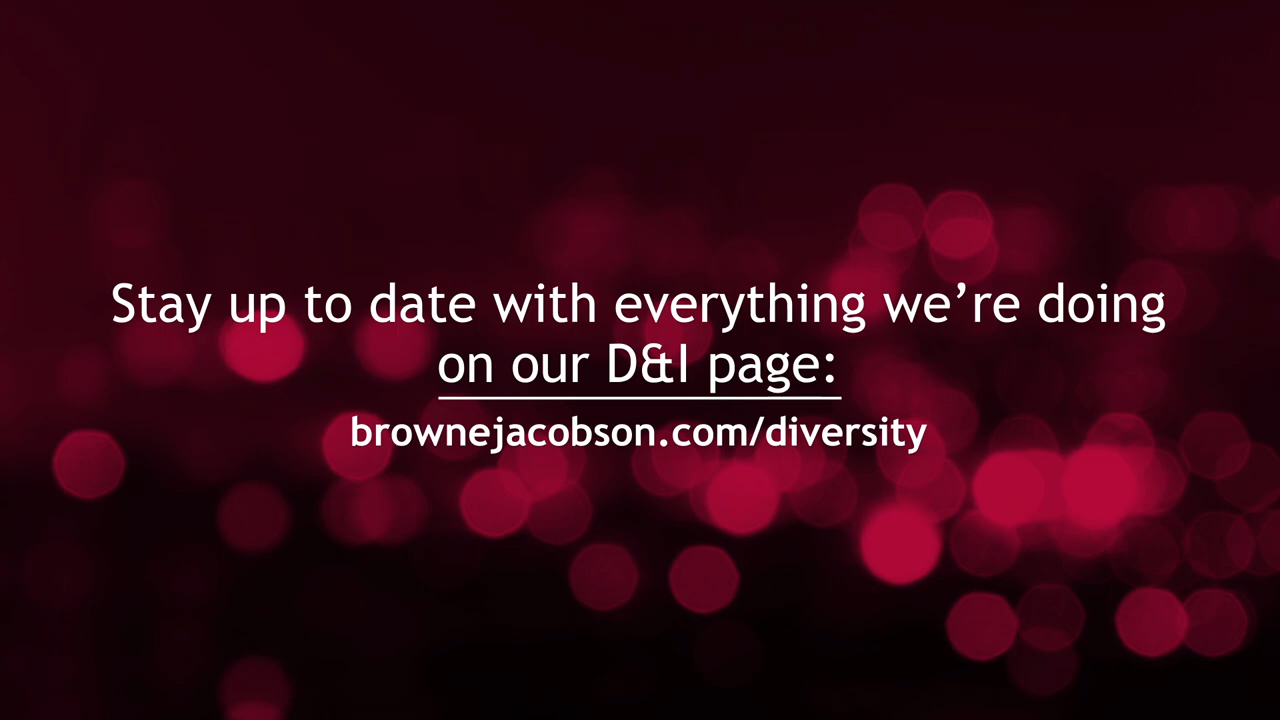 Stay up to date with everything we’re doing
on our D&I page:
brownejacobson.com/diversity